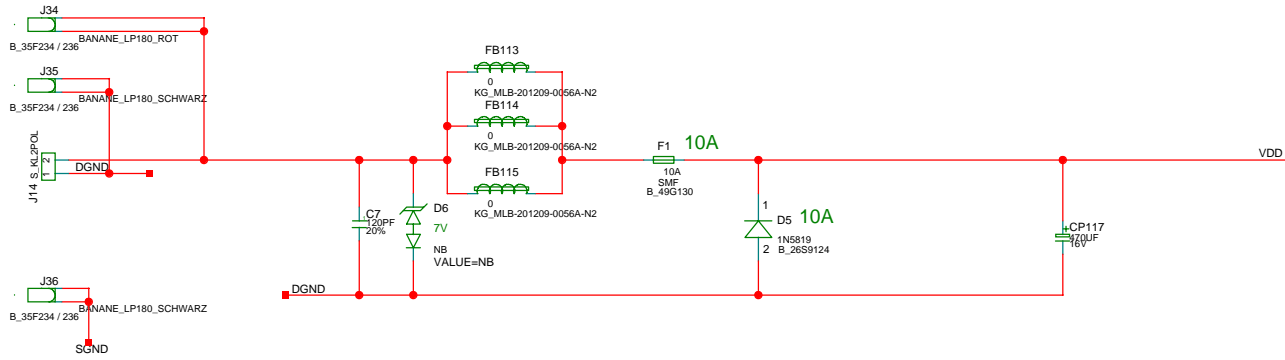 J34
BANANE_LP180_ROT
B_35F234 / 236
J35
BANANE_LP180_SCHWARZ
B_35F234 / 236
J14
S_KL2POL
2
1
DGND
FB113
0
KG_MLB-201209-0056A-N2
FB114
0
KG_MLB-201209-0056A-N2
FB115
0
KG_MLB-201209-0056A-N2
F1
10A
10A
SMF
B_49G130
VDD
C7
120PF
20%
D6
7V
NB
VALUE=NB
1
D5
10A
1N5819
2
B_26S9124
+
CP117
470UF
16V
J36
BANANE_LP180_SCHWARZ
B_35F234 / 236
DGND
SGND